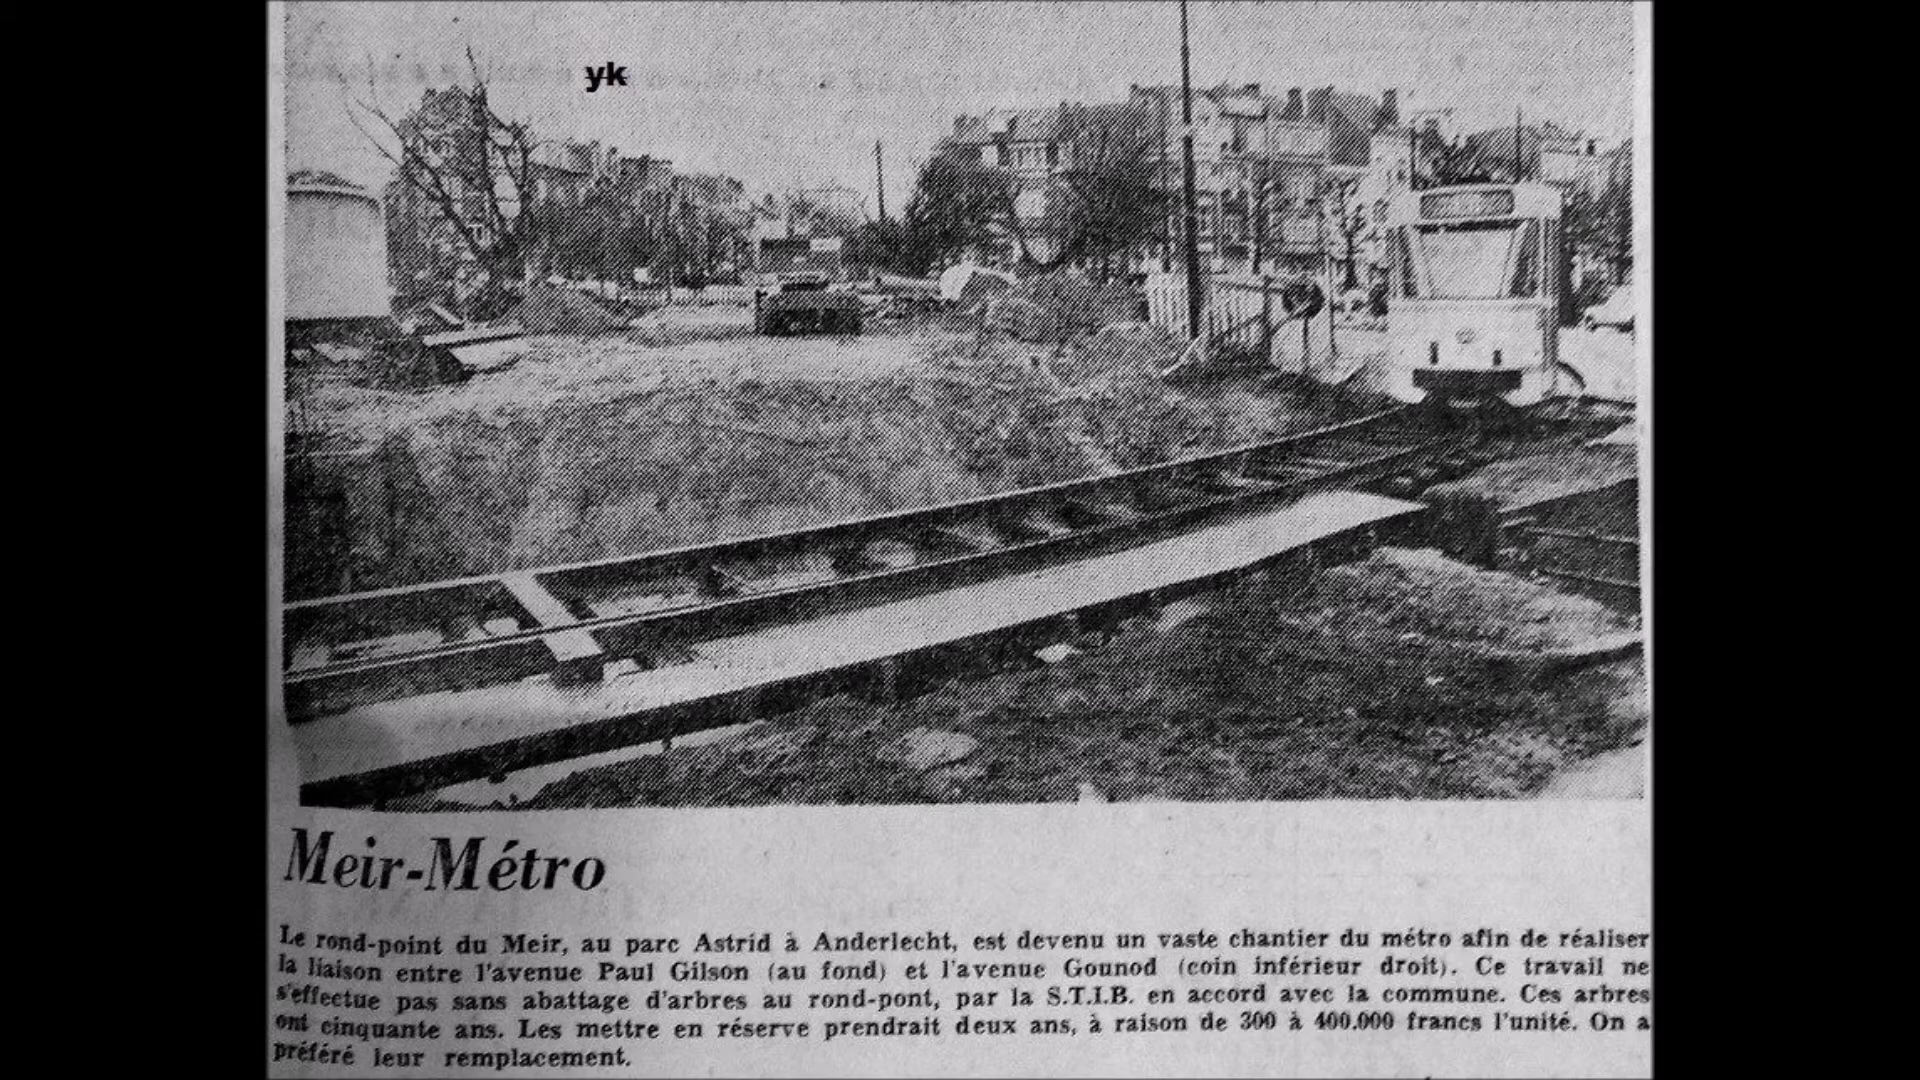 yk
Meir-Métro
Le rond-point du Meir, au parc Astrid à Anderlecht, est devenu un vaste chantier du métro afin de réaliser
la liaison entre l'avenue Paul Gilson (au fond) et l'avenue Gounod (coin inférieur droit). Ce travail ne
s'effectue pas sans abattage d'arbres au rond-pont, par la S.T.I.B. en accord avec la commune. Ces arbres
ont cinquante ans. Les mettre en réserve prendrait deux ans, à raison de 300 à 400.000 francs l'unité. On a
préféré leur remplacement.